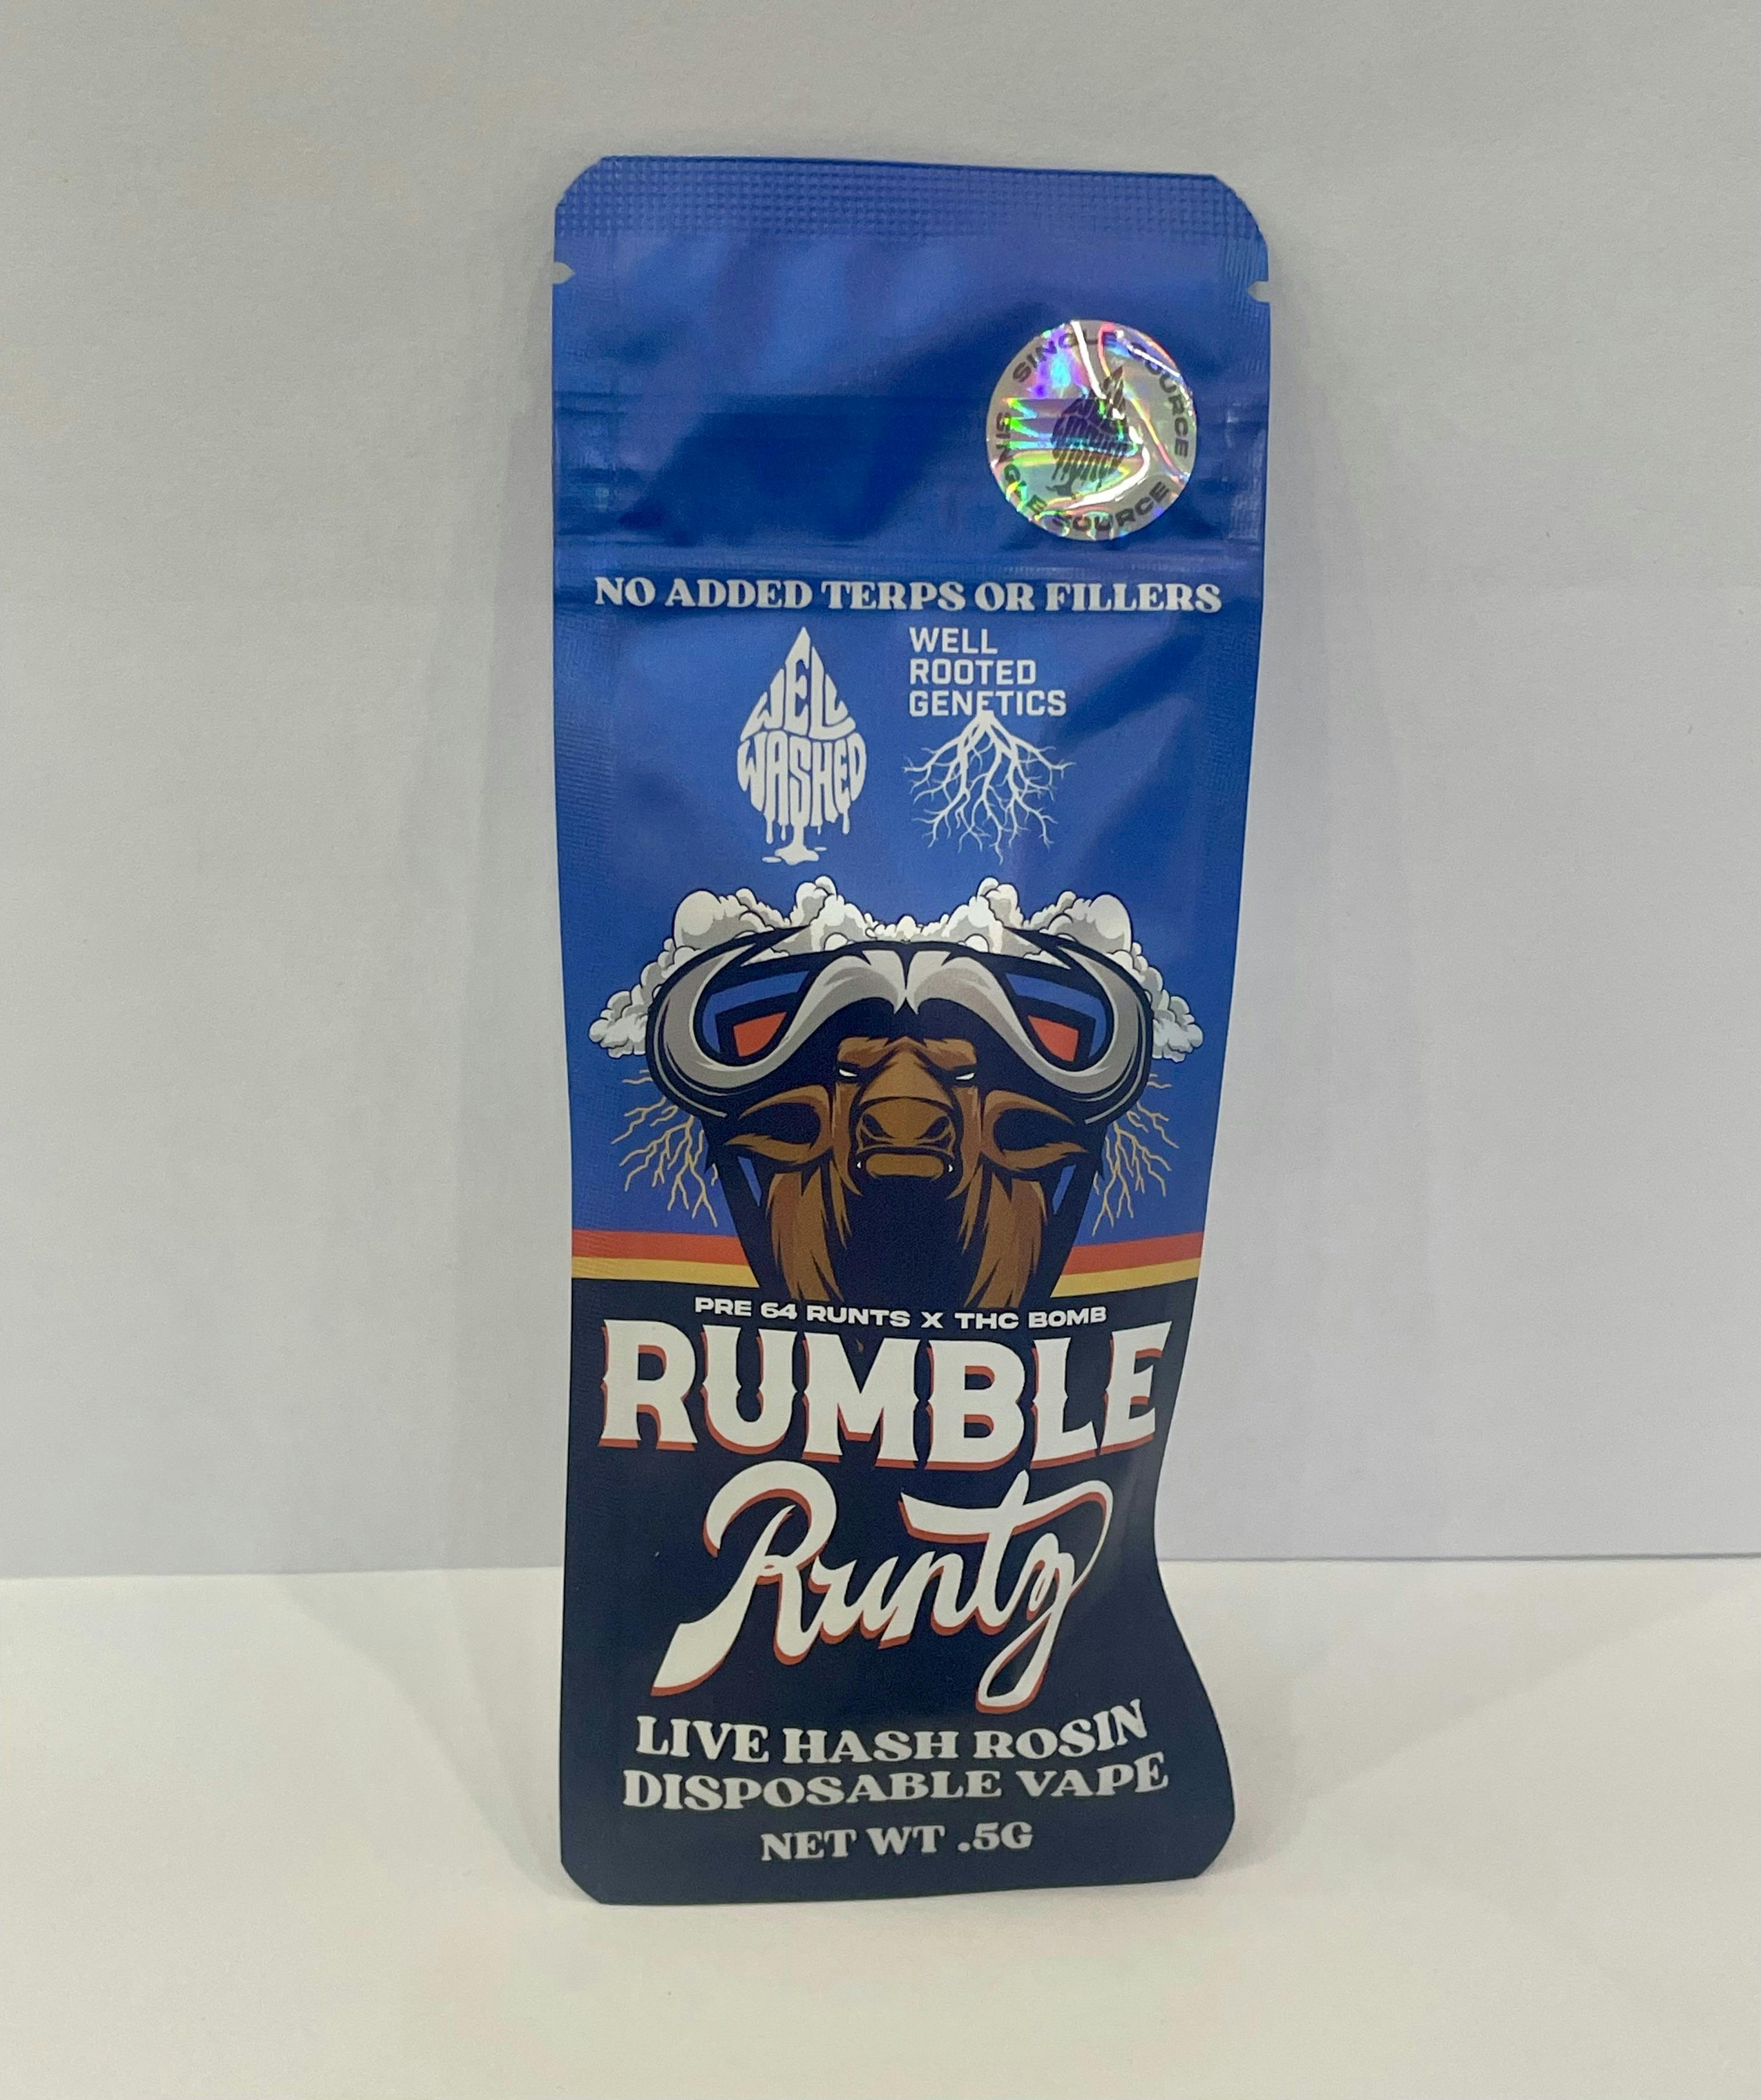 SINGLE SOURCE
SINGLE SOURCE
NO ADDED TERPS OR FILLERS
WELL
WASHED
WELL
ROOTED
GENETICS
PRE 64 RUNTS X THC BOMB
RUMBLE
Runtz
LIVE HASH ROSIN
DISPOSABLE VAPE
NET WT .5G